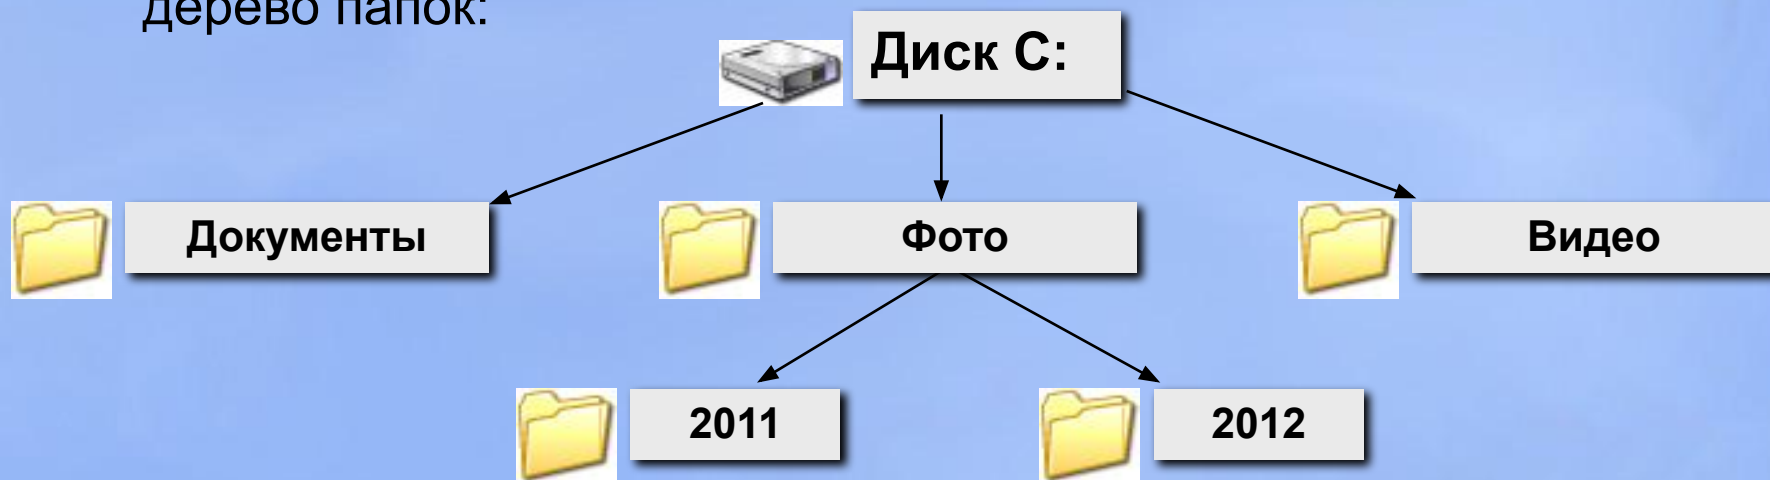 дерево папок:
Диск C:
Документы
Фото
Видео
2011
2012